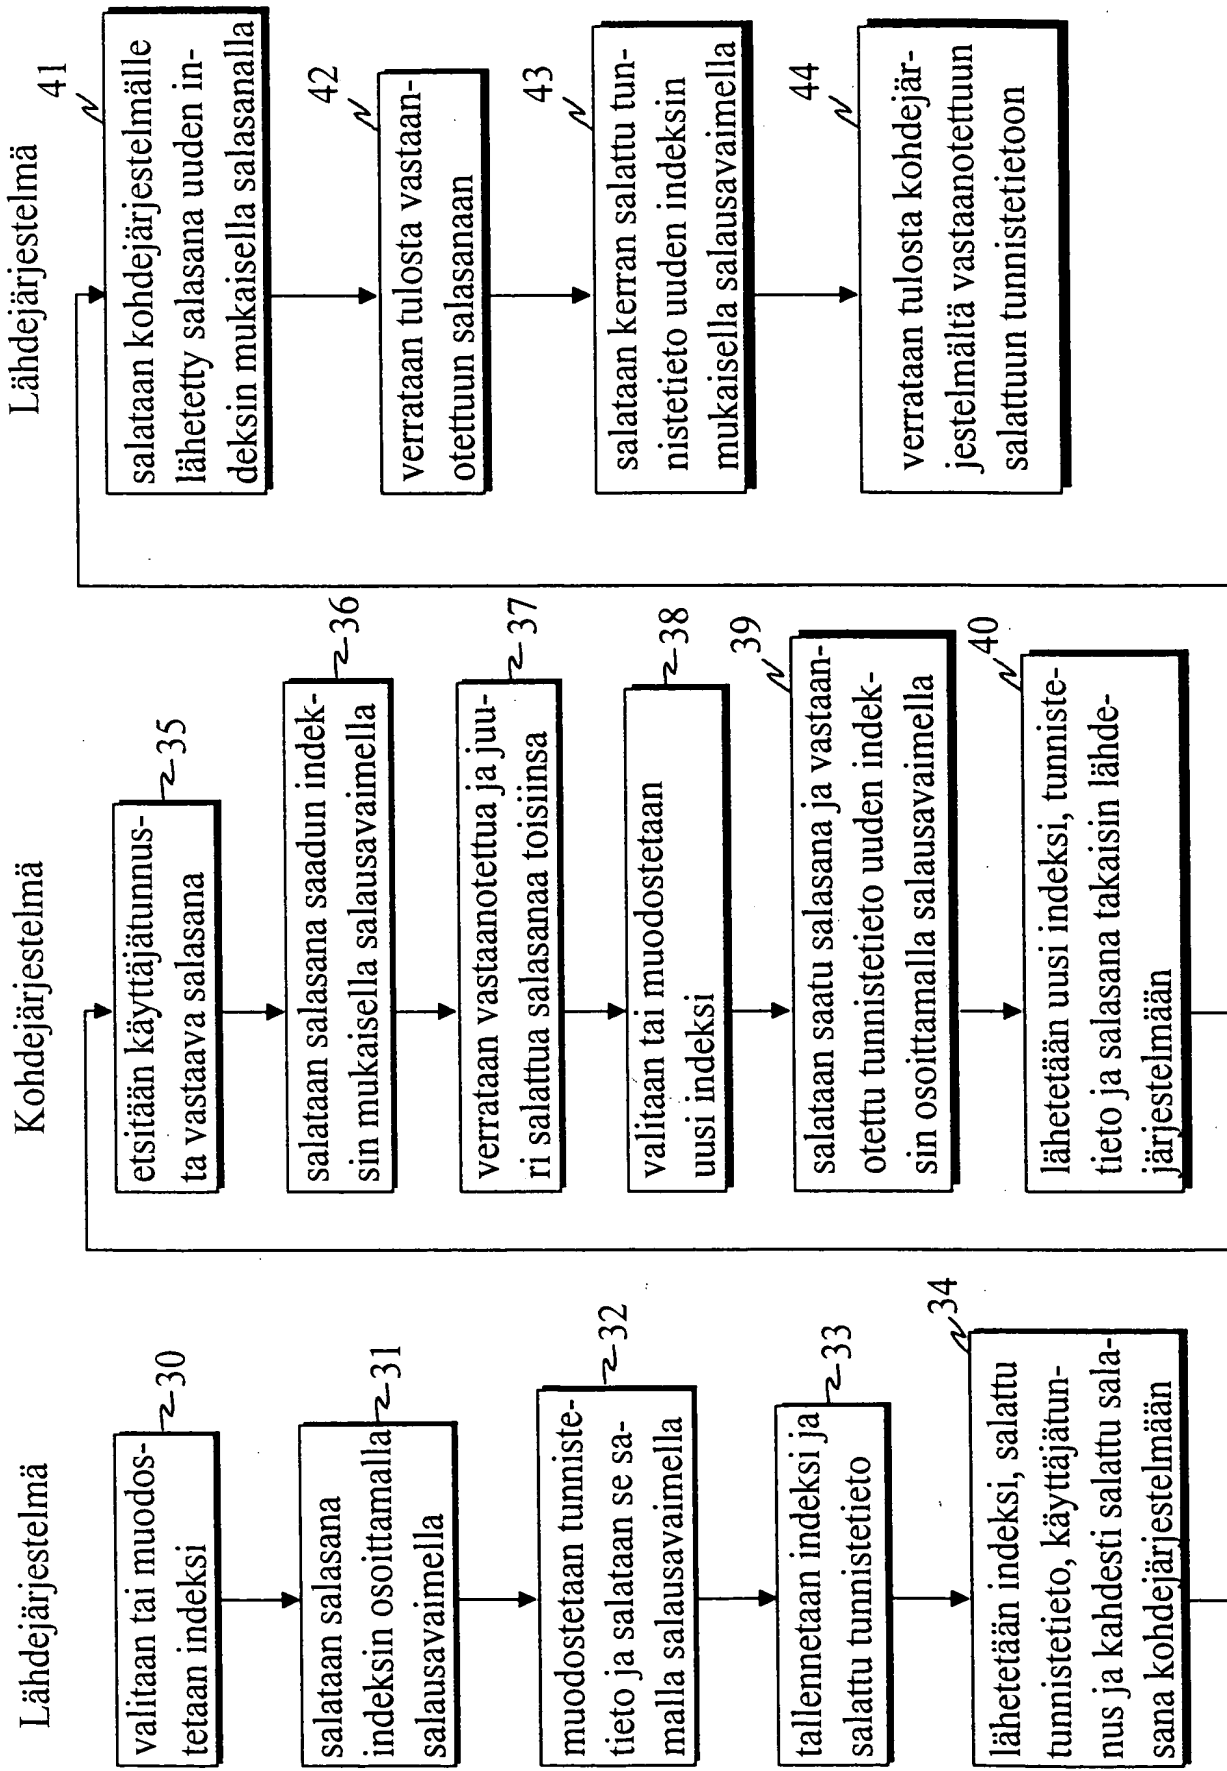 Lähdejärjestelmä
valitaan tai muodos-
tetaan indeksi
30
salataan salasana
indeksin osoittamalla
salausavaimella
31
muodostetaan tunniste-
tieto ja salataan se sa-
malla salausavaimella
32
tallennetaan indeksi ja
salattu tunnistetieto
33
lähetetään indeksi, salattu
tunnistetieto, käyttäjätun-
nus ja kahdesti salattu sala-
sana kohdejärjestelmään
34
Kohdejärjestelmä
etsitään käyttäjätunnus-
ta vastaava salasana
35
salataan salasana saadun indek-
sin mukaisella salausavaimella
36
verrataan vastaanotettua ja juu-
ri salattua salasanaa toisiinsa
37
valitaan tai muodostetaan
uusi indeksi
38
salataan saatu salasana ja vastaan-
otettu tunnistetieto uuden indek-
sin osoittamalla salausavaimella
39
lähetetään uusi indeksi, tunniste-
tieto ja salasana takaisin lähde-
järjestelmään
40
Lähdejärjestelmä
salataan kohdejärjestelmälle
lähetetty salasana uuden in-
deksin mukaisella salasanalla
41
verrataan tulosta vastaan-
otettuun salasanaan
42
salataan kerran salattu tun-
nistetieto uuden indeksin
mukaisella salausavaimella
43
verrataan tulosta kohdejär-
jestelmältä vastaanotettuun
salattuun tunnistetietoon
44